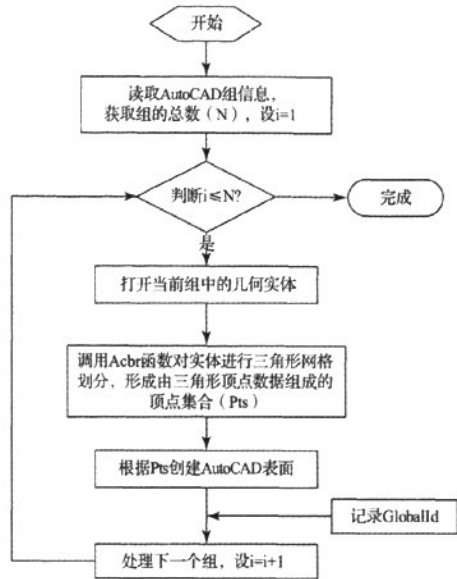 开始
读取AutoCAD组信息，
获取组的总数（N），设i=1
判断i≤N?
完成
是
打开当前组中的几何实体
调用Acbr函数对实体进行三角形网格
划分，形成由三角形顶点数据组成的
顶点集合（Pts）
根据Pts创建AutoCAD表面
记录GlobalId
处理下一个组，设i=i+1